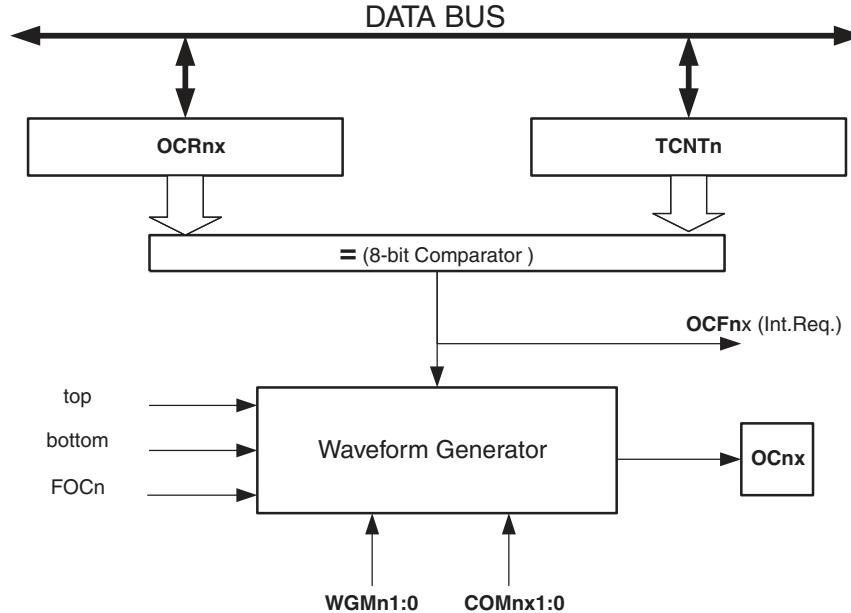 DATA BUS
OCRnx
TCNTn
= (8-bit Comparator )
OCFnx (Int.Req.)
top
bottom
FOCn
Waveform Generator
OCnx
WGMn1:0
COMnx1:0